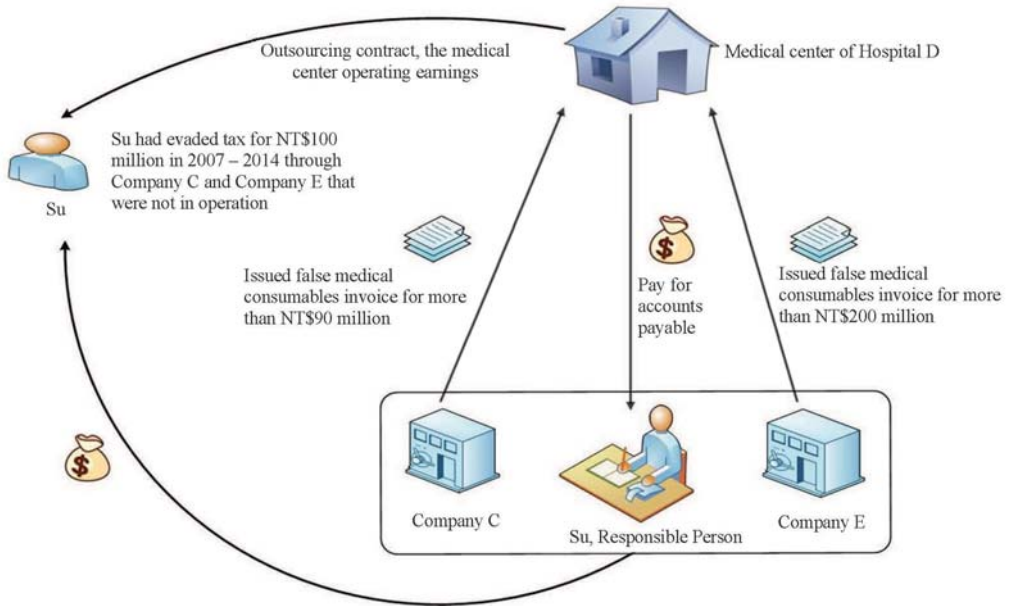 Outsourcing contract, the medical
center operating earnings
Medical center of Hospital D
Su had evaded tax for NT$100
million in 2007 – 2014 through
Company C and Company E that
were not in operation
Su
Issued false medical
consumables invoice for more
than NT$90 million
$
Pay for
accounts
payable
Issued false medical
consumables invoice for more
than NT$200 million
$
Company C
Su, Responsible Person
Company E